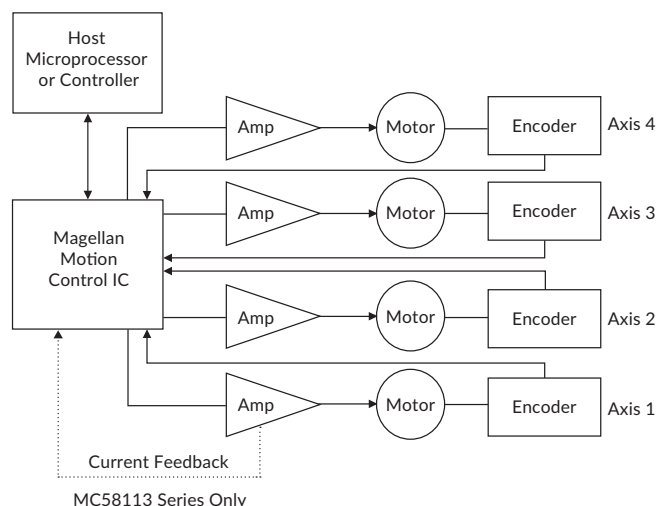 Host
Microprocessor
or Controller
Amp
Motor
Encoder
Axis 4
Amp
Motor
Encoder
Axis 3
Magellan
Motion
Control IC
Amp
Motor
Encoder
Axis 2
Amp
Motor
Encoder
Axis 1
Current Feedback
MC58113 Series Only